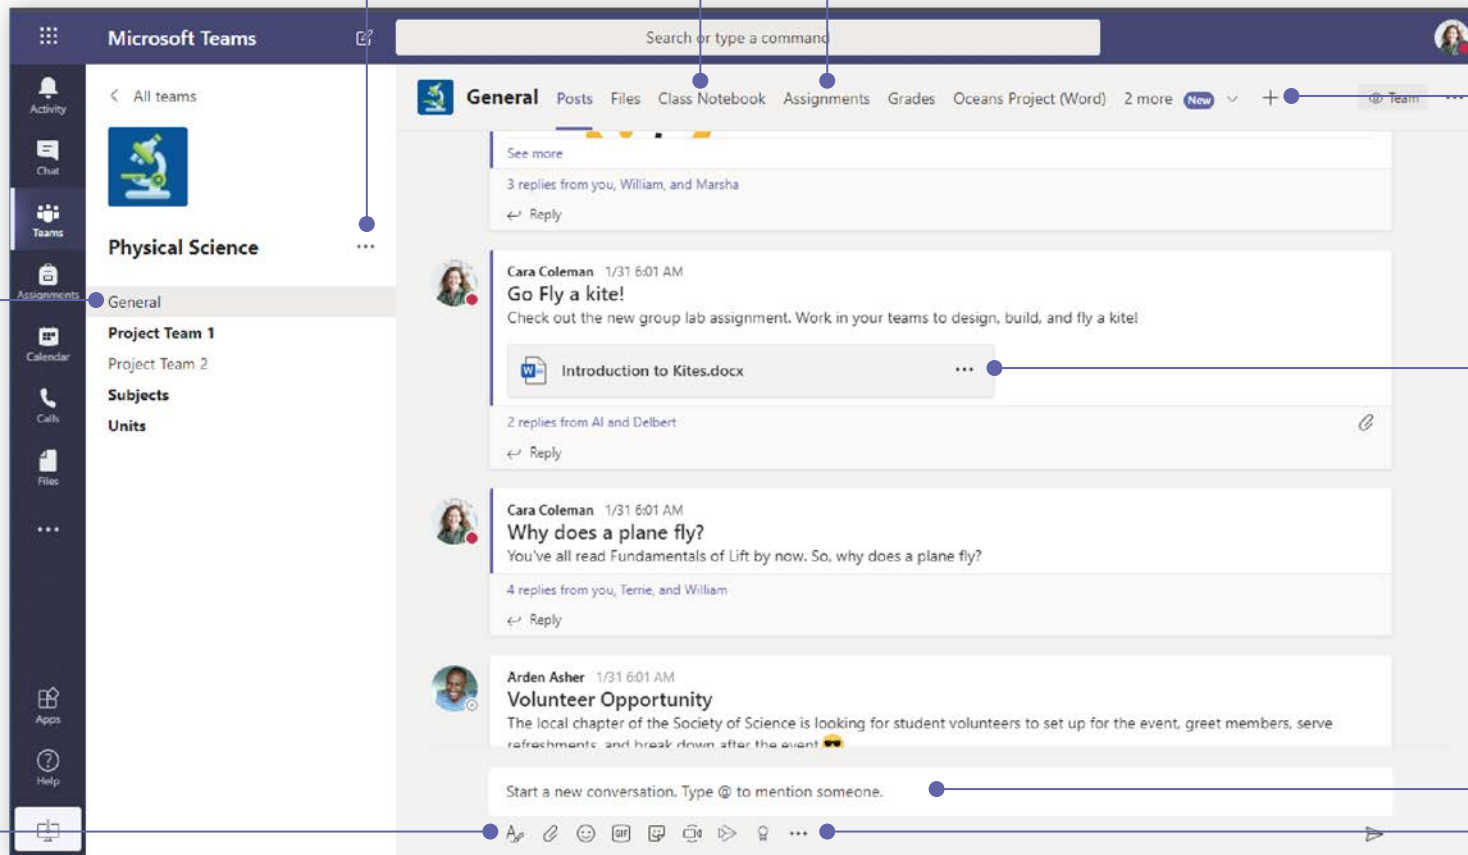 Microsoft Teams
Search or type a command
Activity
Chat
Teams
Assignments
Calendar
Calls
Files
Apps
Help
All teams
Physical Science
General
Project Team 1
Project Team 2
Subjects
Units
General Posts Files Class Notebook Assignments Grades Oceans Project (Word) 2 more New
Team
See more
3 replies from you, William, and Marsha
Reply
Cara Coleman 1/31 6:01 AM
Go Fly a kite!
Check out the new group lab assignment. Work in your teams to design, build, and fly a kite!
Introduction to Kites.docx
2 replies from Al and Delbert
Reply
Cara Coleman 1/31 6:01 AM
Why does a plane fly?
You've all read Fundamentals of Lift by now. So, why does a plane fly?
4 replies from you, Terrie, and William
Reply
Arden Asher 1/31 6:01 AM
Volunteer Opportunity
The local chapter of the Society of Science is looking for student volunteers to set up for the event, greet members, serve
refreshments, and break down after the event
Start a new conversation. Type @ to mention someone.
GIF